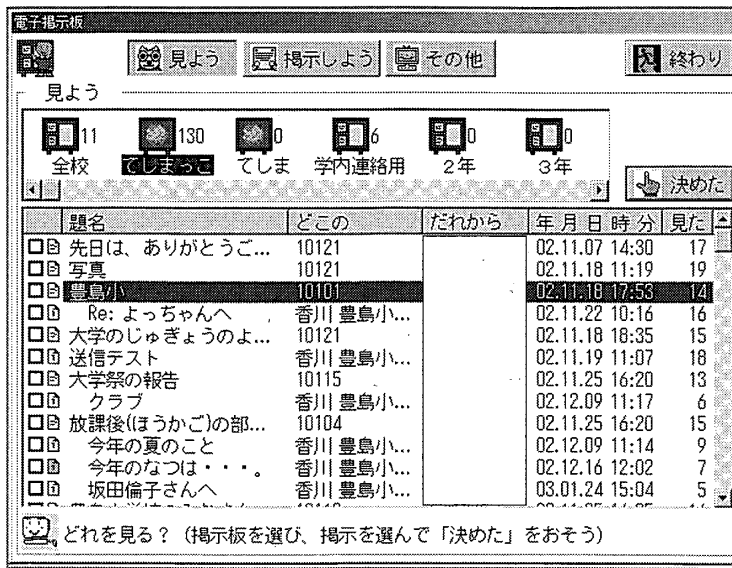 電子掲示板
見よう 掲示しよう その他 終わり
見よう
11 130 0 6 0 0
全校 てしまっこ てしま 学内連絡用 2年 3年
決めた
題名 どこの だれから 年月日時分 見た
先日は、ありがとうご... 10121 02.11.07 14:30 17
写真 10121 02.11.18 11:19 19
豊島小 10101 02.11.18 17:53 14
Re: よっちゃんへ 香川 豊島小... 02.11.22 10:16 16
大学のじゅぎょうのよ... 10121 02.11.18 18:35 15
送信テスト 香川 豊島小... 02.11.19 11:07 18
大学祭の報告 10115 02.11.25 16:20 13
クラブ 香川 豊島小... 02.12.09 11:17 6
放課後(ほうかご)の部... 10104 02.11.25 16:20 15
今年の夏のこと 香川 豊島小... 02.12.09 11:14 9
今年のなつは・・・。 香川 豊島小... 02.12.16 12:02 7
坂田倫子さんへ 香川 豊島小... 03.01.24 15:04 5
どれを見る？（掲示板を選び、掲示を選んで「決めた」をおそう）